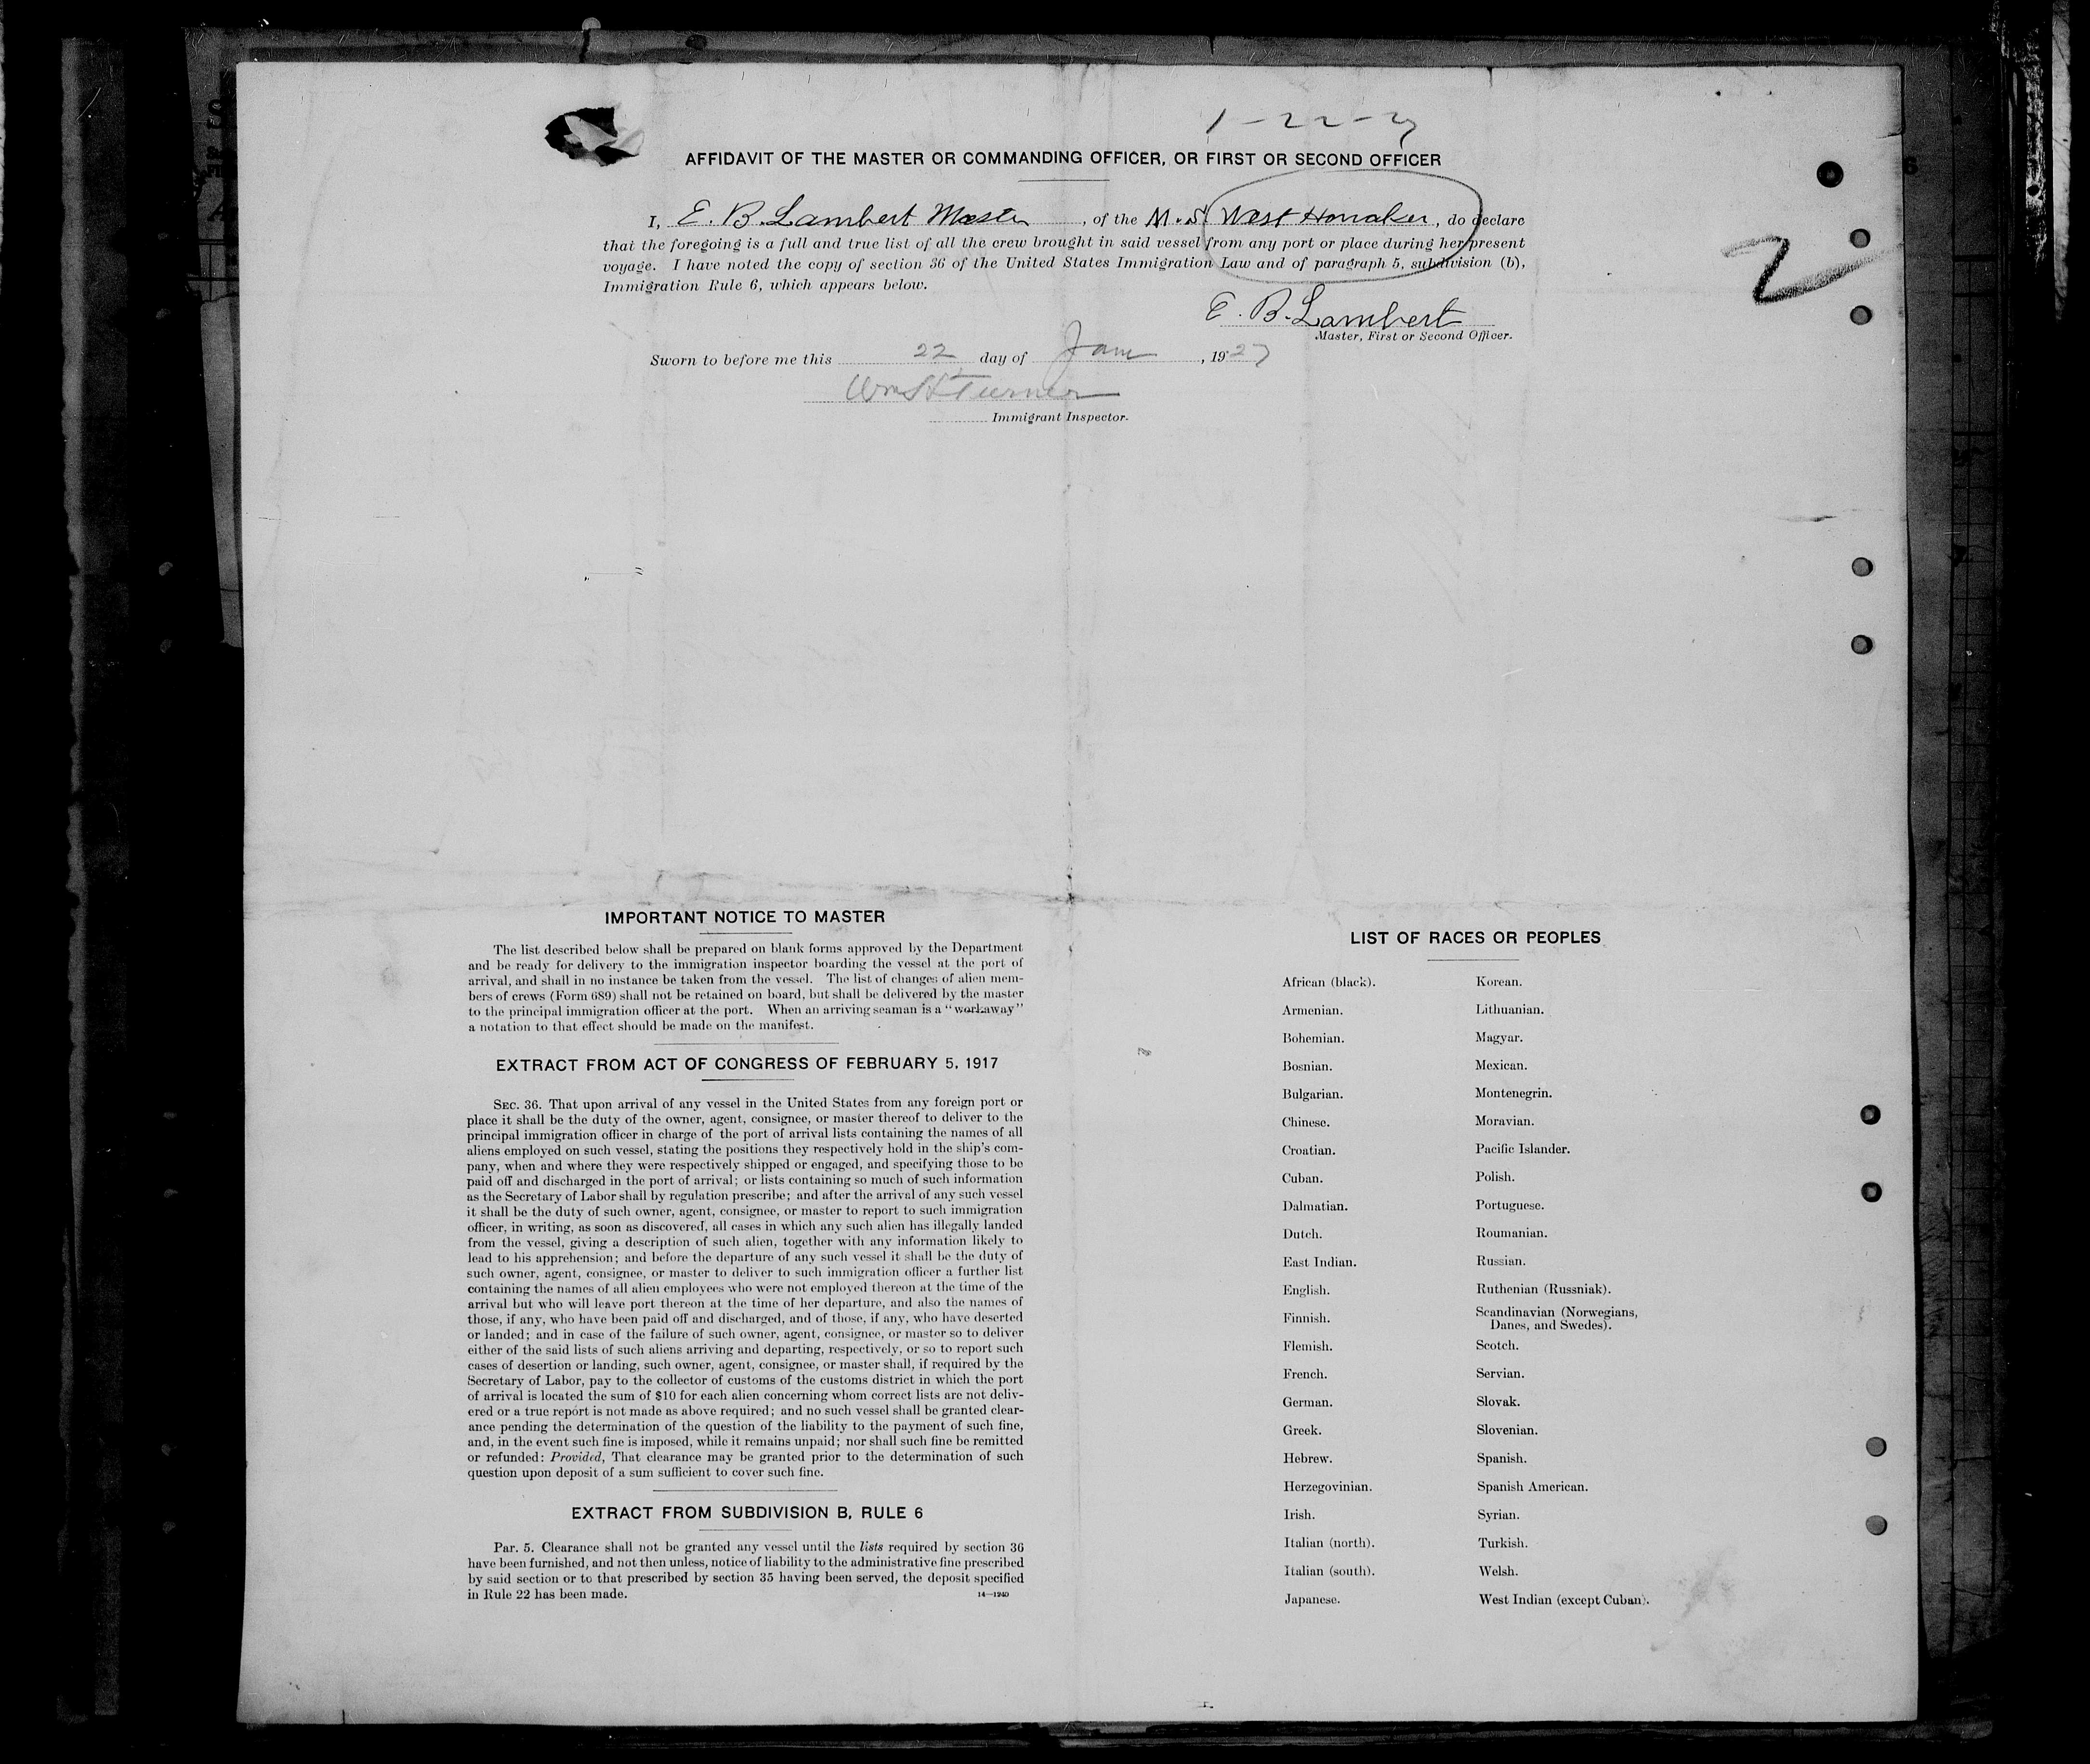 1-22-27
AFFIDAVIT OF THE MASTER OR COMMANDING OFFICER, OR FIRST OR SECOND OFFICER
I, E. B. Lambert Master, of the M.S. West Honaker, do declare
that the foregoing is a full and true list of all the crew brought in said vessel from any port or place during her present
voyage. I have noted the copy of section 36 of the United States Immigration Law and of paragraph 5, subdivision (b),
Immigration Rule 6, which appears below.
2
E. B. Lambert
Master, First or Second Officer.
Sworn to before me this 22 day of Jan, 1927
Wm H Turner
Immigrant Inspector.
IMPORTANT NOTICE TO MASTER
The list described below shall be prepared on blank forms approved by the Department
and be ready for delivery to the immigration inspector boarding the vessel at the port of
arrival, and shall in no instance be taken from the vessel. The list of changes of alien mem-
bers of crews (Form 689) shall not be retained on board, but shall be delivered by the master
to the principal immigration officer at the port. When an arriving seaman is a "workaway"
a notation to that effect should be made on the manifest.
EXTRACT FROM ACT OF CONGRESS OF FEBRUARY 5, 1917
SEC. 36. That upon arrival of any vessel in the United States from any foreign port or
place it shall be the duty of the owner, agent, consignee, or master thereof to deliver to the
principal immigration officer in charge of the port of arrival lists containing the names of all
aliens employed on such vessel, stating the positions they respectively hold in the ship's com-
pany, when and where they were respectively shipped or engaged, and specifying those to be
paid off and discharged in the port of arrival; or lists containing so much of such information
as the Secretary of Labor shall by regulation prescribe; and after the arrival of any such vessel
it shall be the duty of such owner, agent, consignee, or master to report to such immigration
officer, in writing, as soon as discovered, all cases in which any such alien has illegally landed
from the vessel, giving a description of such alien, together with any information likely to
lead to his apprehension; and before the departure of any such vessel it shall be the duty of
such owner, agent, consignee, or master to deliver to such immigration officer a further list
containing the names of all alien employees who were not employed thereon at the time of the
arrival but who will leave port thereon at the time of her departure, and also the names of
those, if any, who have been paid off and discharged, and of those, if any, who have deserted
or landed; and in case of the failure of such owner, agent, consignee, or master so to deliver
either of the said lists of such aliens arriving and departing, respectively, or so to report such
cases of desertion or landing, such owner, agent, consignee, or master shall, if required by the
Secretary of Labor, pay to the collector of customs of the customs district in which the port
of arrival is located the sum of $10 for each alien concerning whom correct lists are not deliv-
ered or a true report is not made as above required; and no such vessel shall be granted clear-
ance pending the determination of the question of the liability to the payment of such fine,
and, in the event such fine is imposed, while it remains unpaid; nor shall such fine be remitted
or refunded: Provided, That clearance may be granted prior to the determination of such
question upon deposit of a sum sufficient to cover such fine.
EXTRACT FROM SUBDIVISION B, RULE 6
Par. 5. Clearance shall not be granted any vessel until the lists required by section 36
have been furnished, and not then unless, notice of liability to the administrative fine prescribed
by said section or to that prescribed by section 35 having been served, the deposit specified
in Rule 22 has been made. 14—1240
LIST OF RACES OR PEOPLES
African (black).
Armenian.
Bohemian.
Bosnian.
Bulgarian.
Chinese.
Croatian.
Cuban.
Dalmatian.
Dutch.
East Indian.
English.
Finnish.
Flemish.
French.
German.
Greek.
Hebrew.
Herzegovinian.
Irish.
Italian (north).
Italian (south).
Japanese.
Korean.
Lithuanian.
Magyar.
Mexican.
Montenegrin.
Moravian.
Pacific Islander.
Polish.
Portuguese.
Roumanian.
Russian.
Ruthenian (Russniak).
Scandinavian (Norwegians,
Danes, and Swedes).
Scotch.
Servian.
Slovak.
Slovenian.
Spanish.
Spanish American.
Syrian.
Turkish.
Welsh.
West Indian (except Cuban).